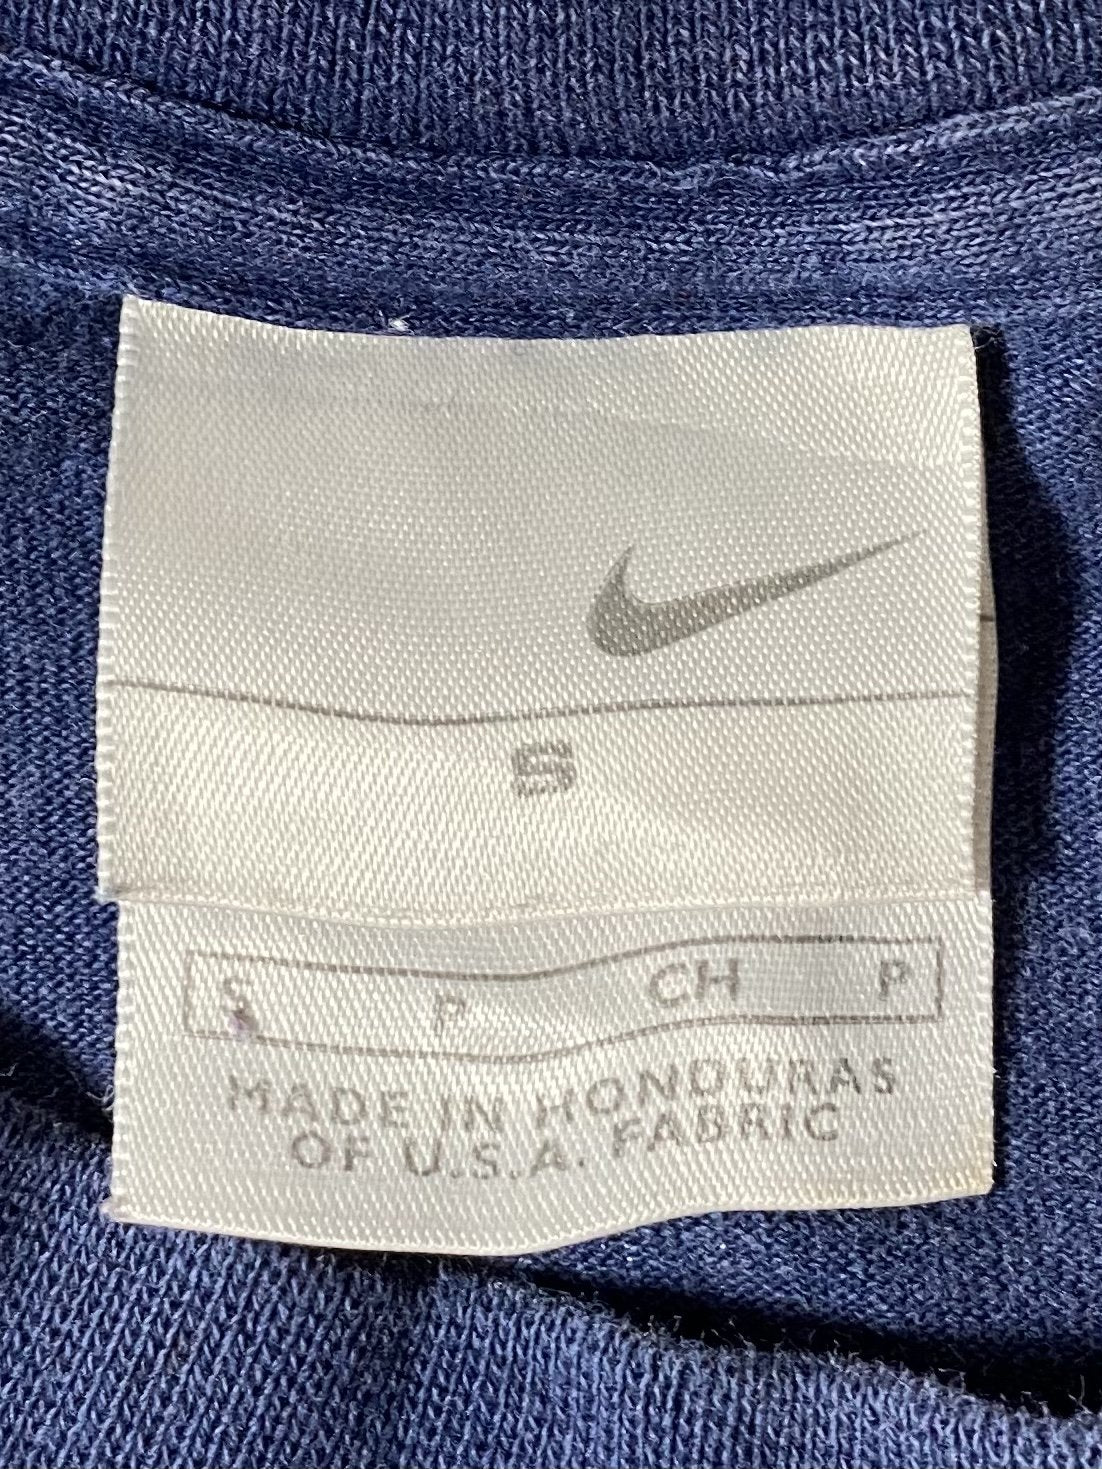 S
S P CH P
MADE IN HONDURAS
OF U.S.A. FABRIC